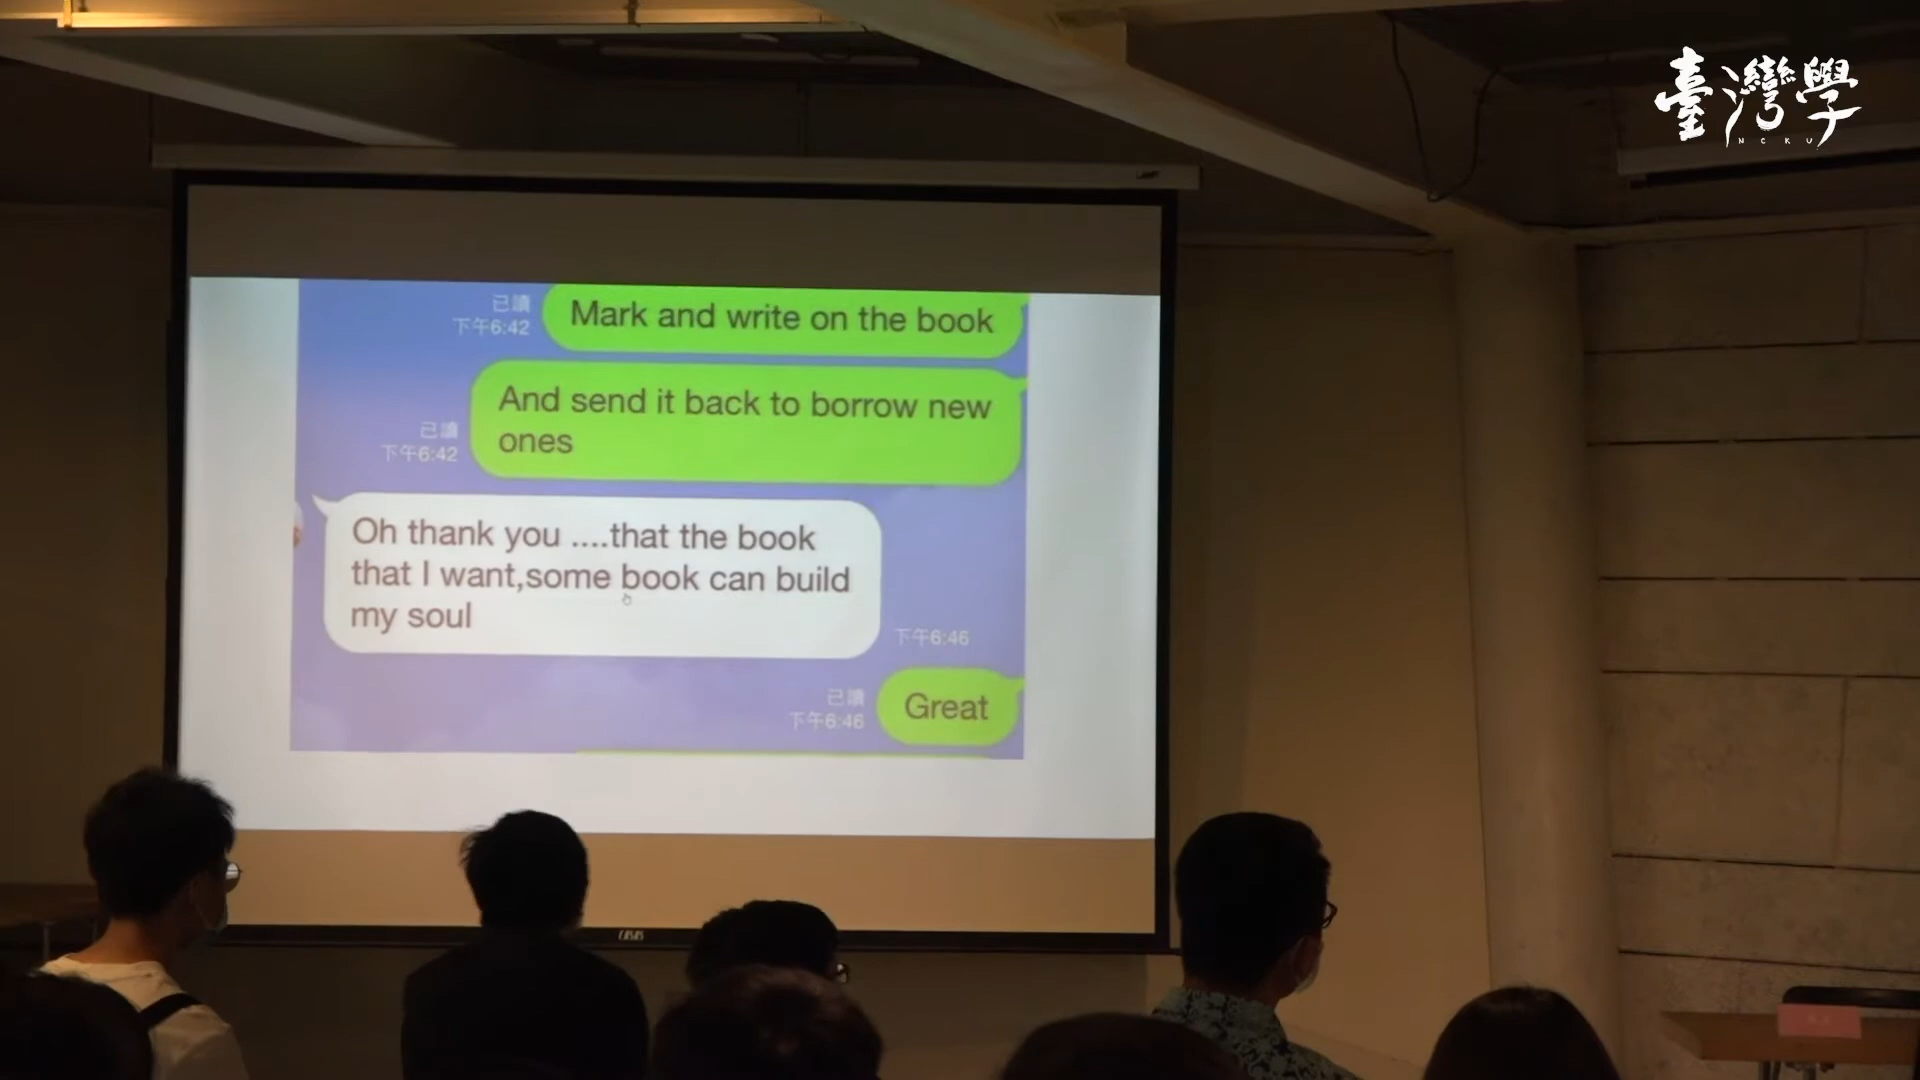 臺灣學
NCKU
已讀
下午6:42
Mark and write on the book
And send it back to borrow new
ones
已讀
下午6:42
Oh thank you ....that the book
that I want,some book can build
my soul
下午6:46
已讀
下午6:46
Great